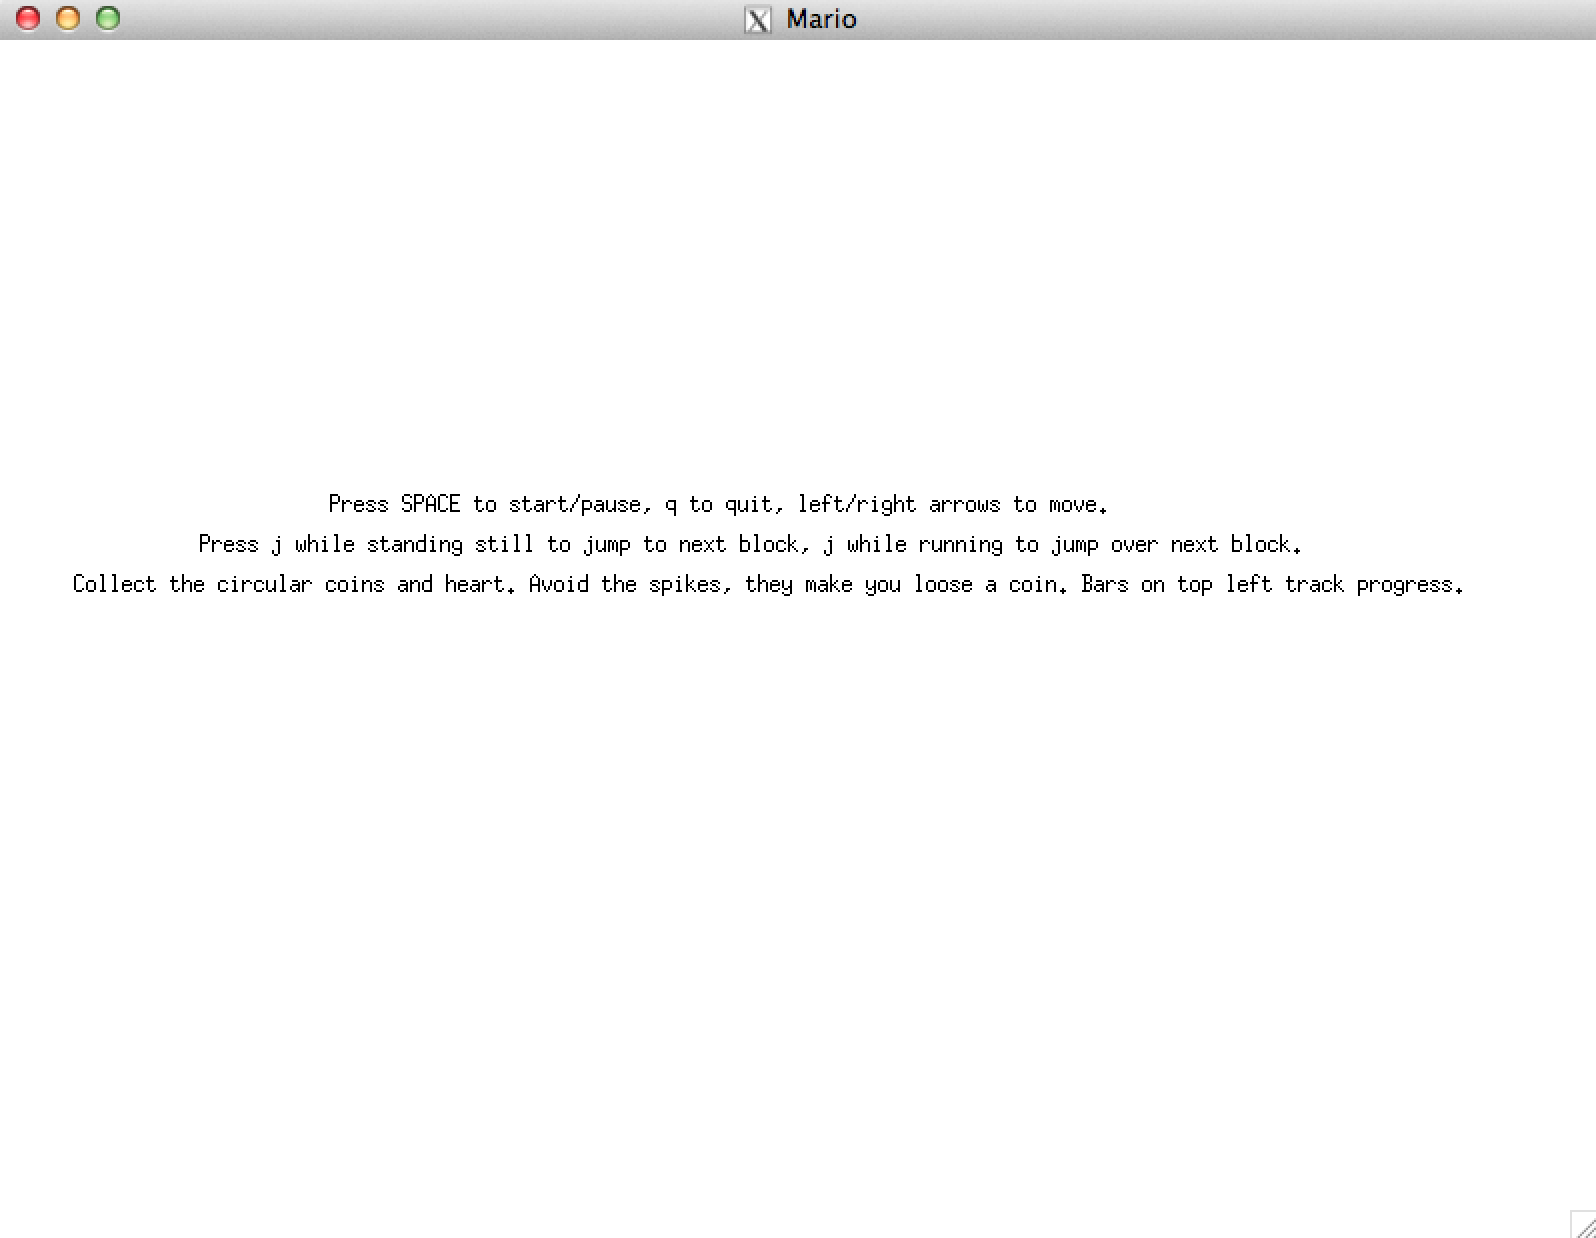 Mario
Press SPACE to start/pause, q to quit, left/right arrows to move.
Press j while standing still to jump to next block, j while running to jump over next block.
Collect the circular coins and heart. Avoid the spikes, they make you loose a coin. Bars on top left track progress.